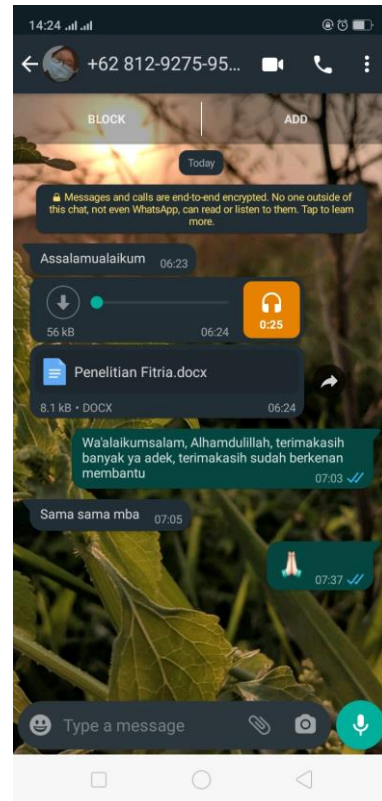 14:24
+62 812-9275-95...
BLOCK
ADD
Today
Messages and calls are end-to-end encrypted. No one outside of
this chat, not even WhatsApp, can read or listen to them. Tap to learn
more.
Assalamualaikum 06:23
0:25
56 kB 06:24
Penelitian Fitria.docx
8.1 kB • DOCX 06:24
Wa'alaikumsalam, Alhamdulillah, terimakasih
banyak ya adek, terimakasih sudah berkenan
membantu
07:03
Sama sama mba 07:05
07:37
Type a message